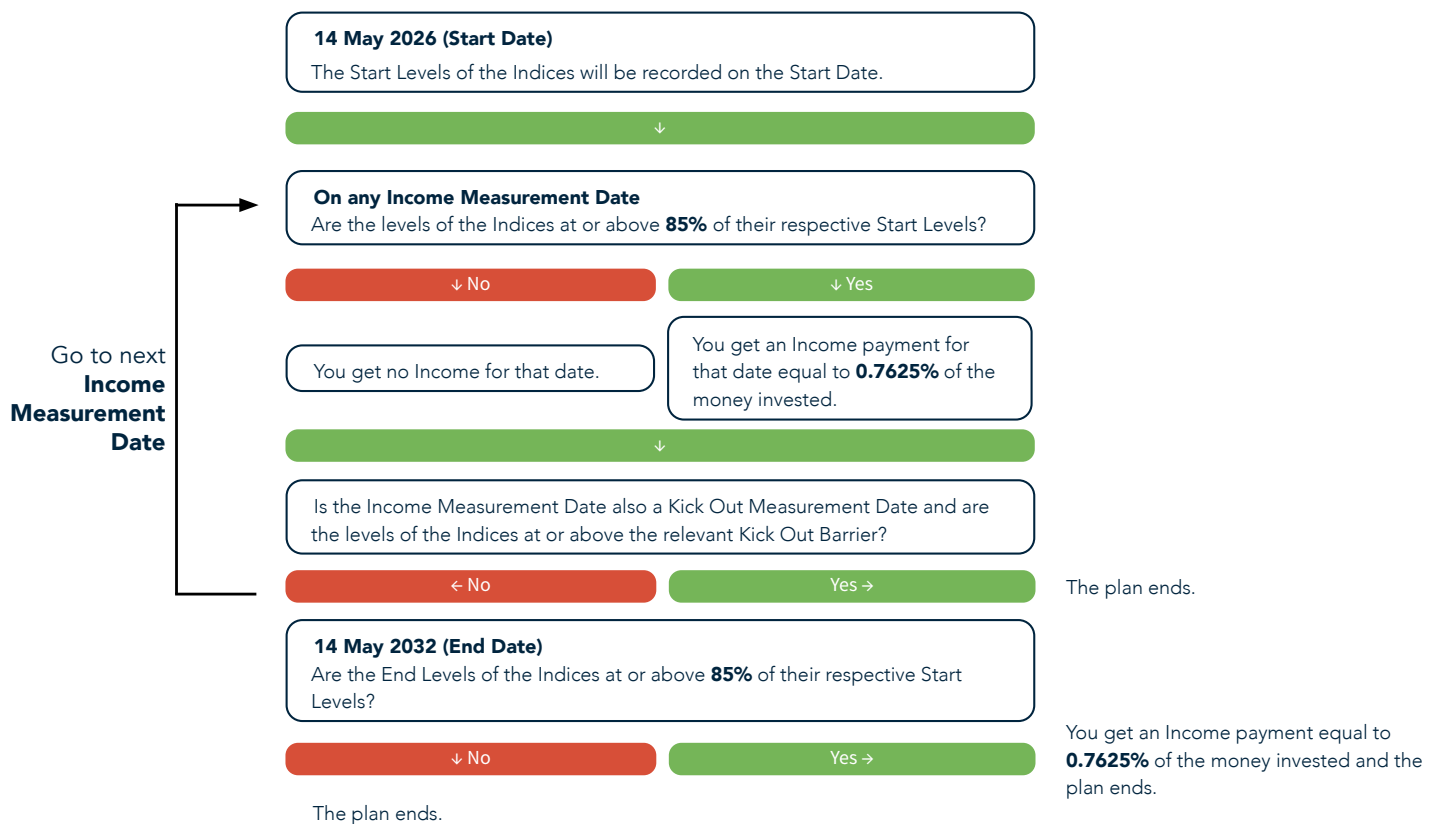 14 May 2026 (Start Date)
The Start Levels of the Indices will be recorded on the Start Date.
↓
On any Income Measurement Date
Are the levels of the Indices at or above 85% of their respective Start Levels?
↓ No
↓ Yes
Go to next
Income
Measurement
Date
You get no Income for that date.
You get an Income payment for
that date equal to 0.7625% of the
money invested.
↓
Is the Income Measurement Date also a Kick Out Measurement Date and are
the levels of the Indices at or above the relevant Kick Out Barrier?
← No
Yes →
The plan ends.
14 May 2032 (End Date)
Are the End Levels of the Indices at or above 85% of their respective Start
Levels?
↓ No
Yes →
You get an Income payment equal to
0.7625% of the money invested and the
plan ends.
The plan ends.